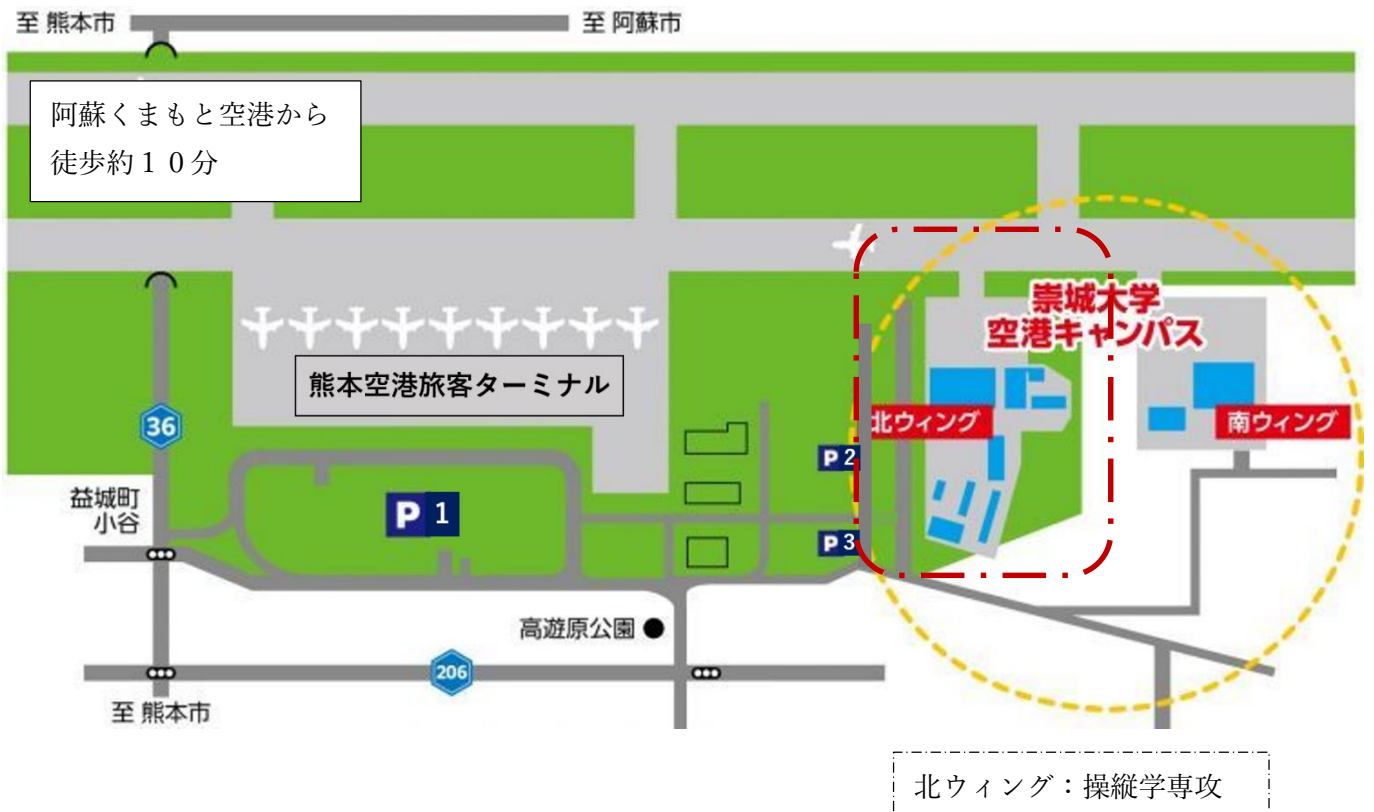 至 熊本市
至 阿蘇市
阿蘇くまもと空港から
徒歩約１０分
崇城大学
空港キャンパス
熊本空港旅客ターミナル
36
北ウィング
南ウィング
P 2
益城町
小谷
P 1
P 3
高遊原公園
206
至 熊本市
北ウィング：操縦学専攻